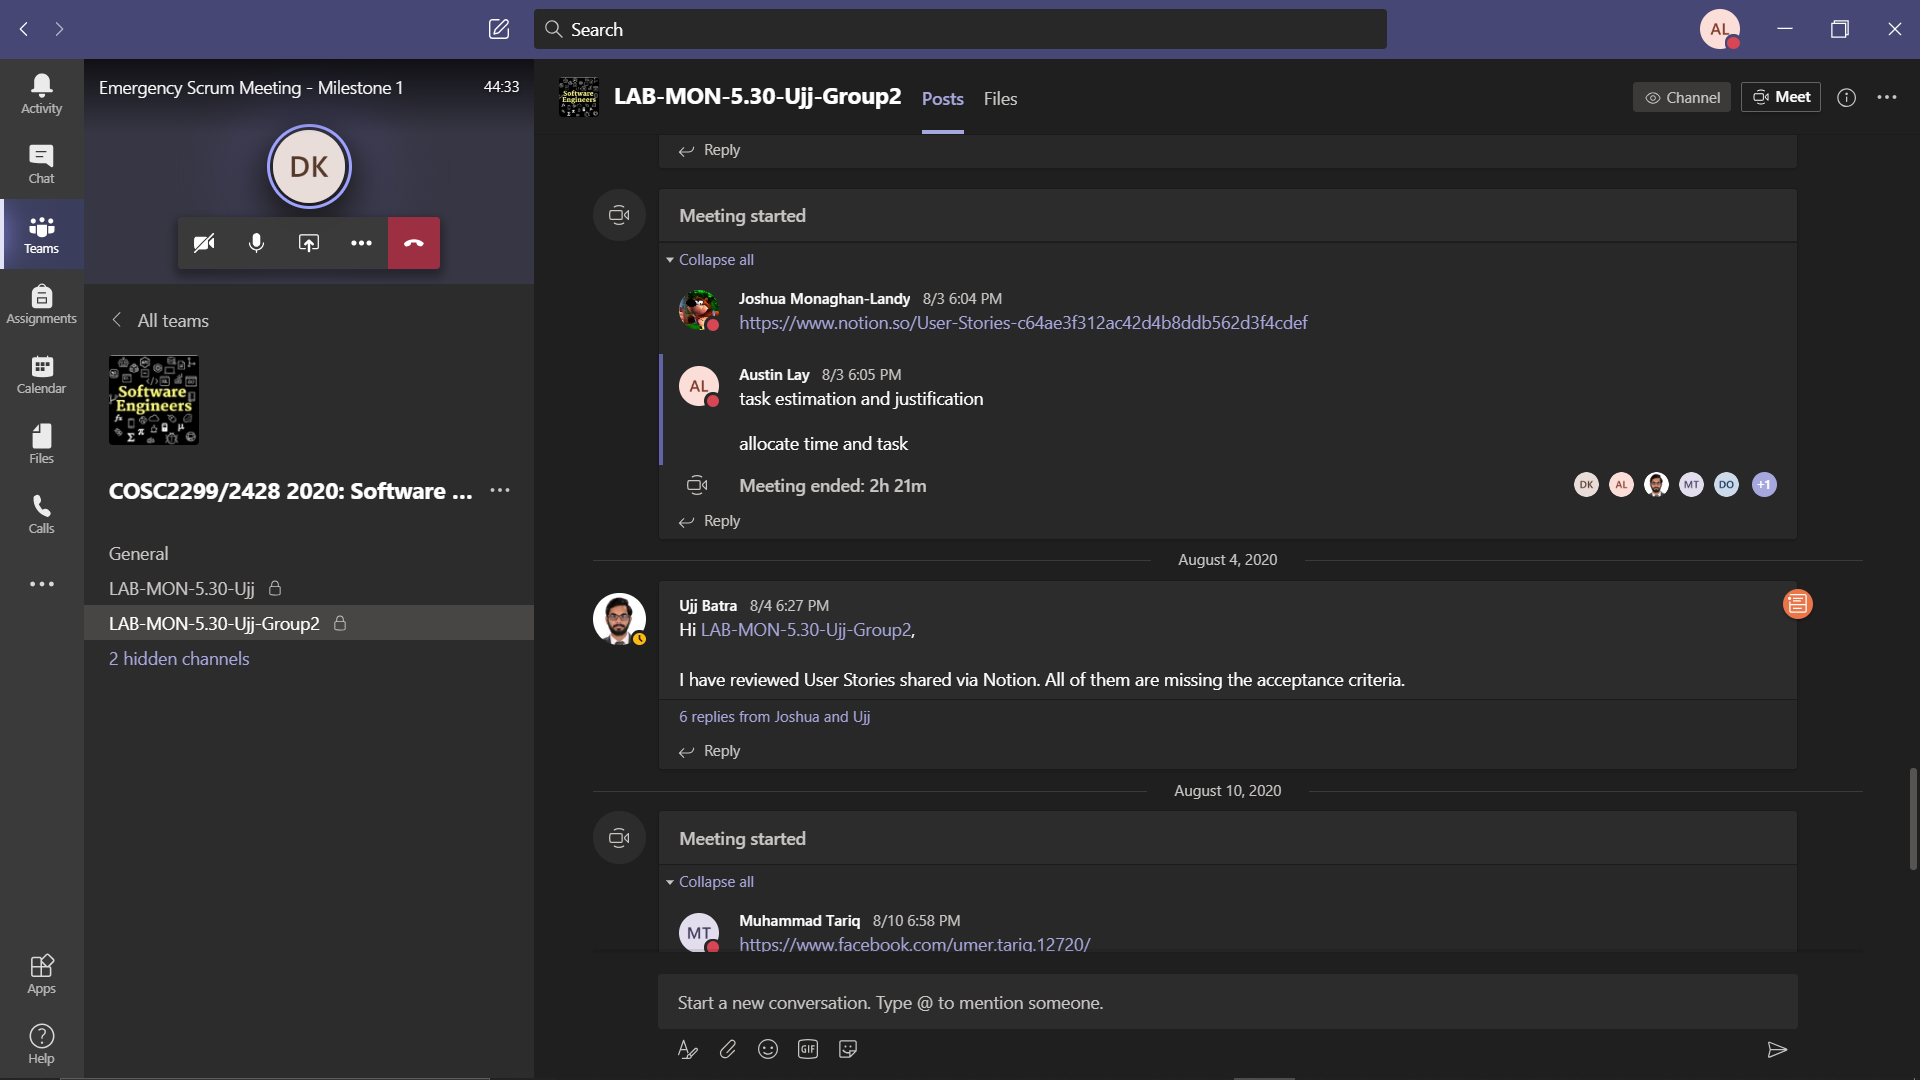 Search
AL
Activity
Chat
Teams
Assignments
Calendar
Files
Calls
Apps
Help
Emergency Scrum Meeting - Milestone 1
44:33
DK
All teams
Software
Engineers
COSC2299/2428 2020: Software ...
General
LAB-MON-5.30-Ujj
LAB-MON-5.30-Ujj-Group2
2 hidden channels
Software
Engineers
LAB-MON-5.30-Ujj-Group2
Posts
Files
Channel
Meet
Reply
Meeting started
Collapse all
Joshua Monaghan-Landy 8/3 6:04 PM
https://www.notion.so/User-Stories-c64ae3f312ac42d4b8ddb562d3f4cdef
AL
Austin Lay 8/3 6:05 PM
task estimation and justification
allocate time and task
Meeting ended: 2h 21m
DK AL MT DO +1
Reply
August 4, 2020
Ujj Batra 8/4 6:27 PM
Hi LAB-MON-5.30-Ujj-Group2,
I have reviewed User Stories shared via Notion. All of them are missing the acceptance criteria.
6 replies from Joshua and Ujj
Reply
August 10, 2020
Meeting started
Collapse all
MT
Muhammad Tariq 8/10 6:58 PM
https://www.facebook.com/umer.tariq.12720/
Start a new conversation. Type @ to mention someone.
GIF